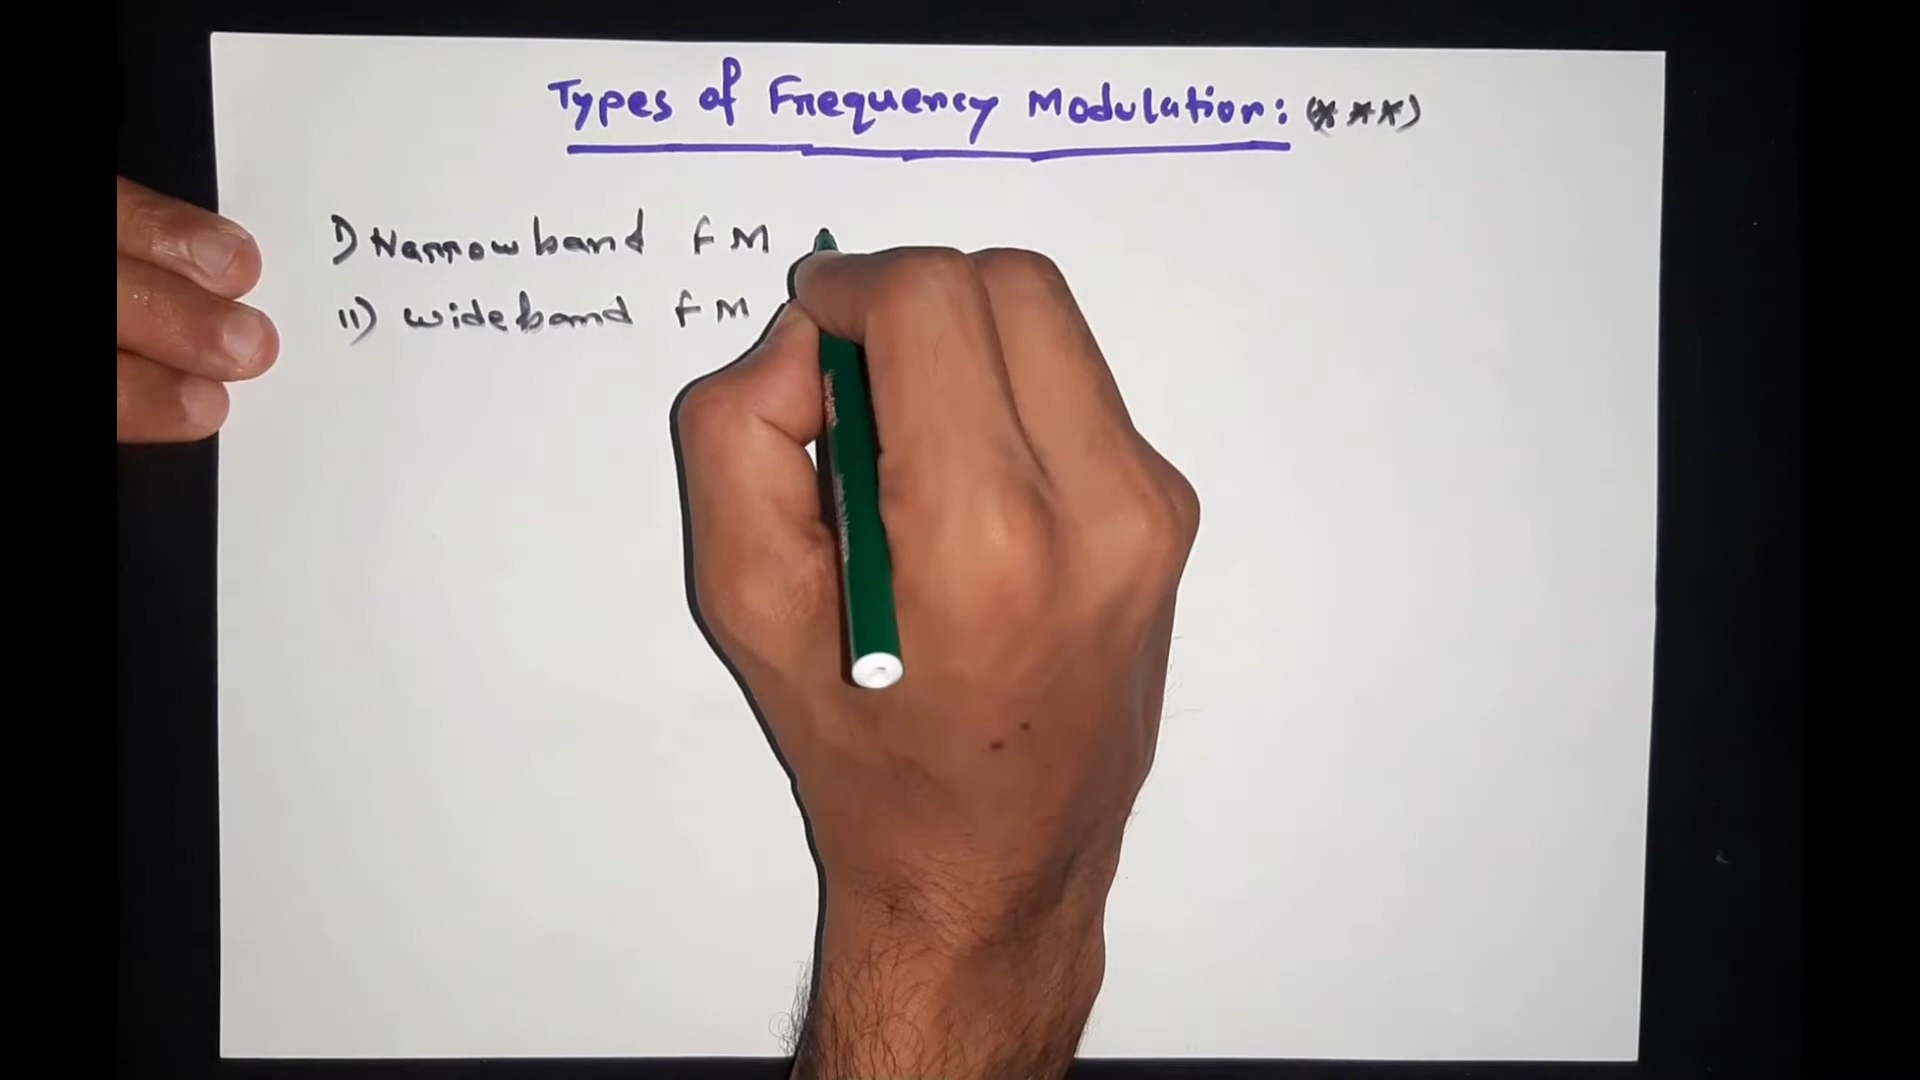 Types of Frequency Modulation: (***)
I) Narrowband FM
II) wideband FM